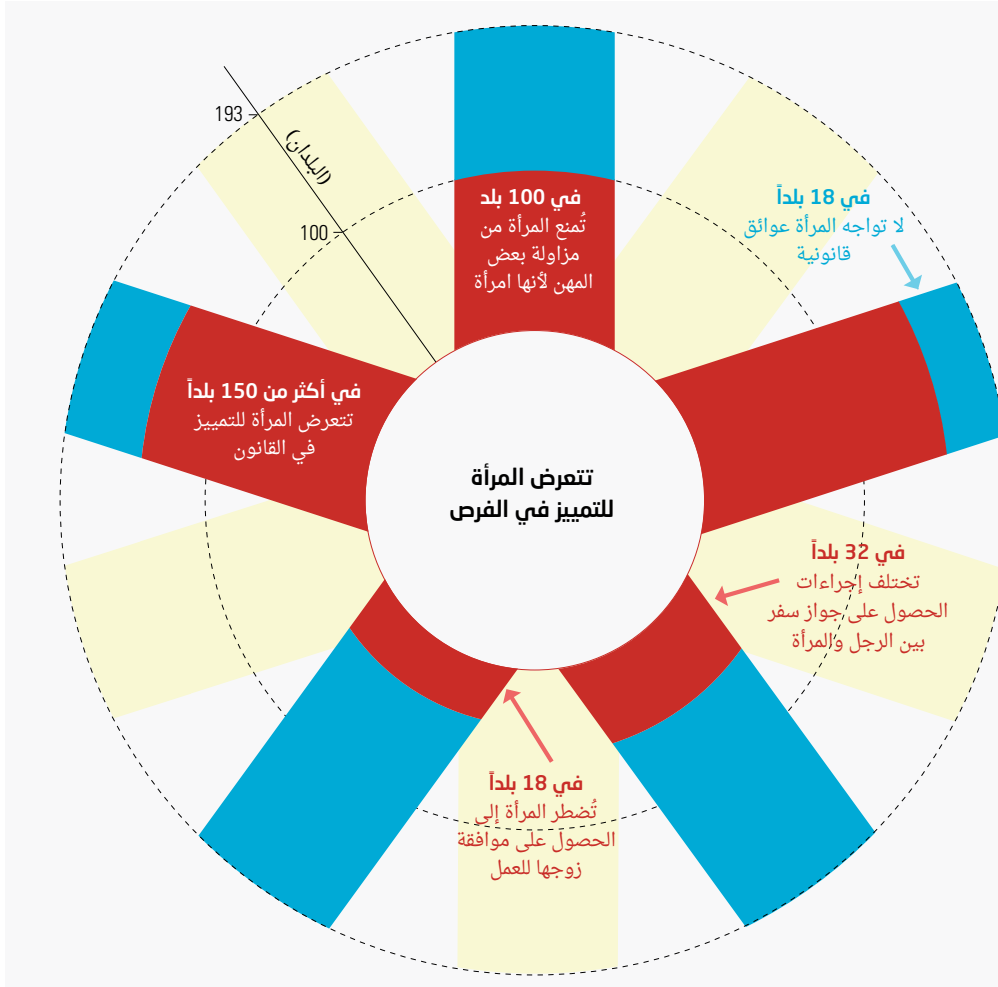 تتعرض المرأة
للتمييز في الفرص
في 100 بلد
تُمنع المرأة من
مزاولة بعض
المهن لأنها امرأة
في 18 بلداً
لا تواجه المرأة عوائق
قانونية
في 32 بلداً
تختلف إجراءات
الحصول على جواز سفر
بين الرجل والمرأة
في 18 بلداً
تُضطر المرأة إلى
الحصول على موافقة
زوجها للعمل
في أكثر من 150 بلداً
تتعرض المرأة للتمييز
في القانون
193
(البلدان)
100